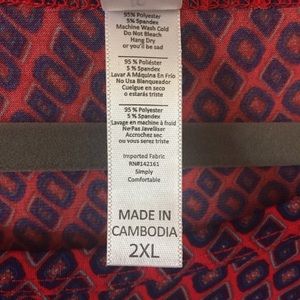 95% Polyester
5% Spandex
Machine Wash Cold
Do Not Bleach
Hang Dry
or you'll be sad
95 % Poliéster
5 % Spandex
Lavar A Máquina En Frío
No Usa Blanqueador
Cuelgue en seco
o estarás triste
95 % Polyester
5 % Spandex
Lavage en machine à froid
Ne Pas Javelliser
Accrochez sec
ou vous serez triste
Imported Fabric
RN#142161
Simply
Comfortable
MADE IN
CAMBODIA
2XL